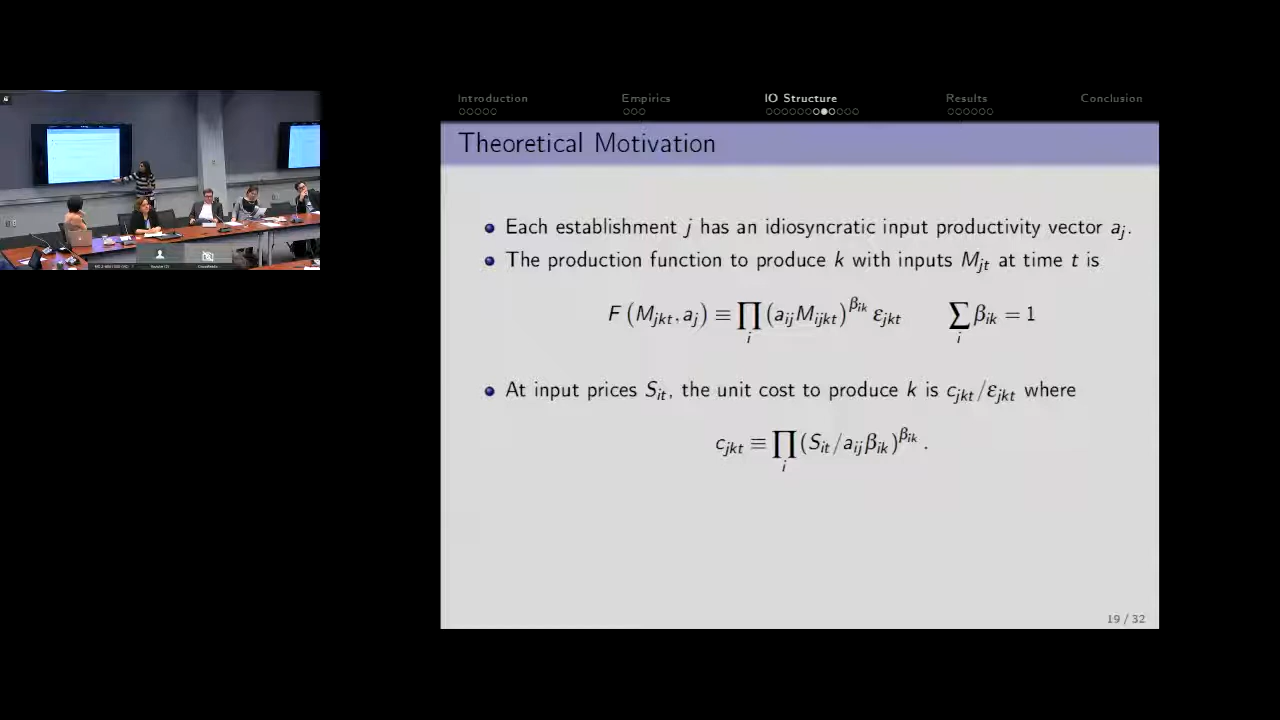 Introduction Empirics IO Structure Results Conclusion
Theoretical Motivation
Each establishment j has an idiosyncratic input productivity vector a_j.
The production function to produce k with inputs M_jt at time t is
F (M_jkt, a_j) ≡ ∏_i (a_ij M_ijkt)^β_ik ε_jkt ∑_i β_ik = 1
At input prices S_it, the unit cost to produce k is c_jkt/ε_jkt where
c_jkt ≡ ∏_i (S_it/a_ij β_ik)^β_ik .
19 / 32